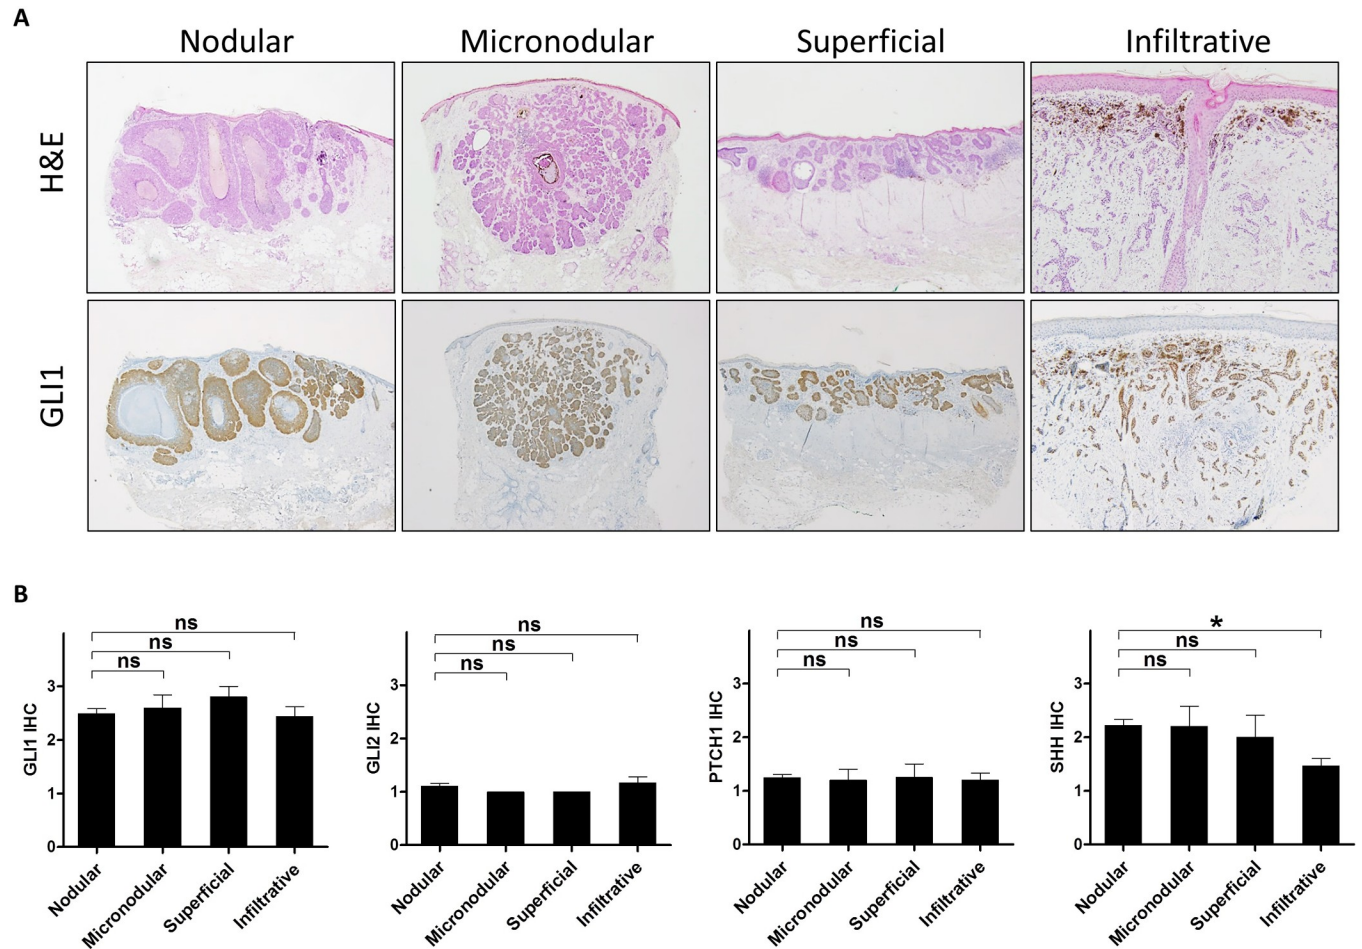 A
Nodular Micronodular Superficial Infiltrative
H&E
GLI1
B
ns
ns
ns
GLI1 IHC
3
2
1
0
Nodular
Micronodular
Superficial
Infiltrative
ns
ns
ns
GLI2 IHC
3
2
1
0
Nodular
Micronodular
Superficial
Infiltrative
ns
ns
ns
PTCH1 IHC
3
2
1
0
Nodular
Micronodular
Superficial
Infiltrative
*
ns
ns
SHH IHC
3
2
1
0
Nodular
Micronodular
Superficial
Infiltrative